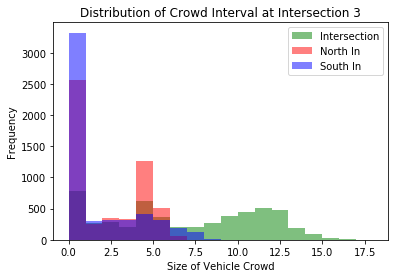 Distribution of Crowd Interval at Intersection 3
Intersection
North In
South In
Frequency
3000
2500
2000
1500
1000
500
0
0.0 2.5 5.0 7.5 10.0 12.5 15.0 17.5
Size of Vehicle Crowd